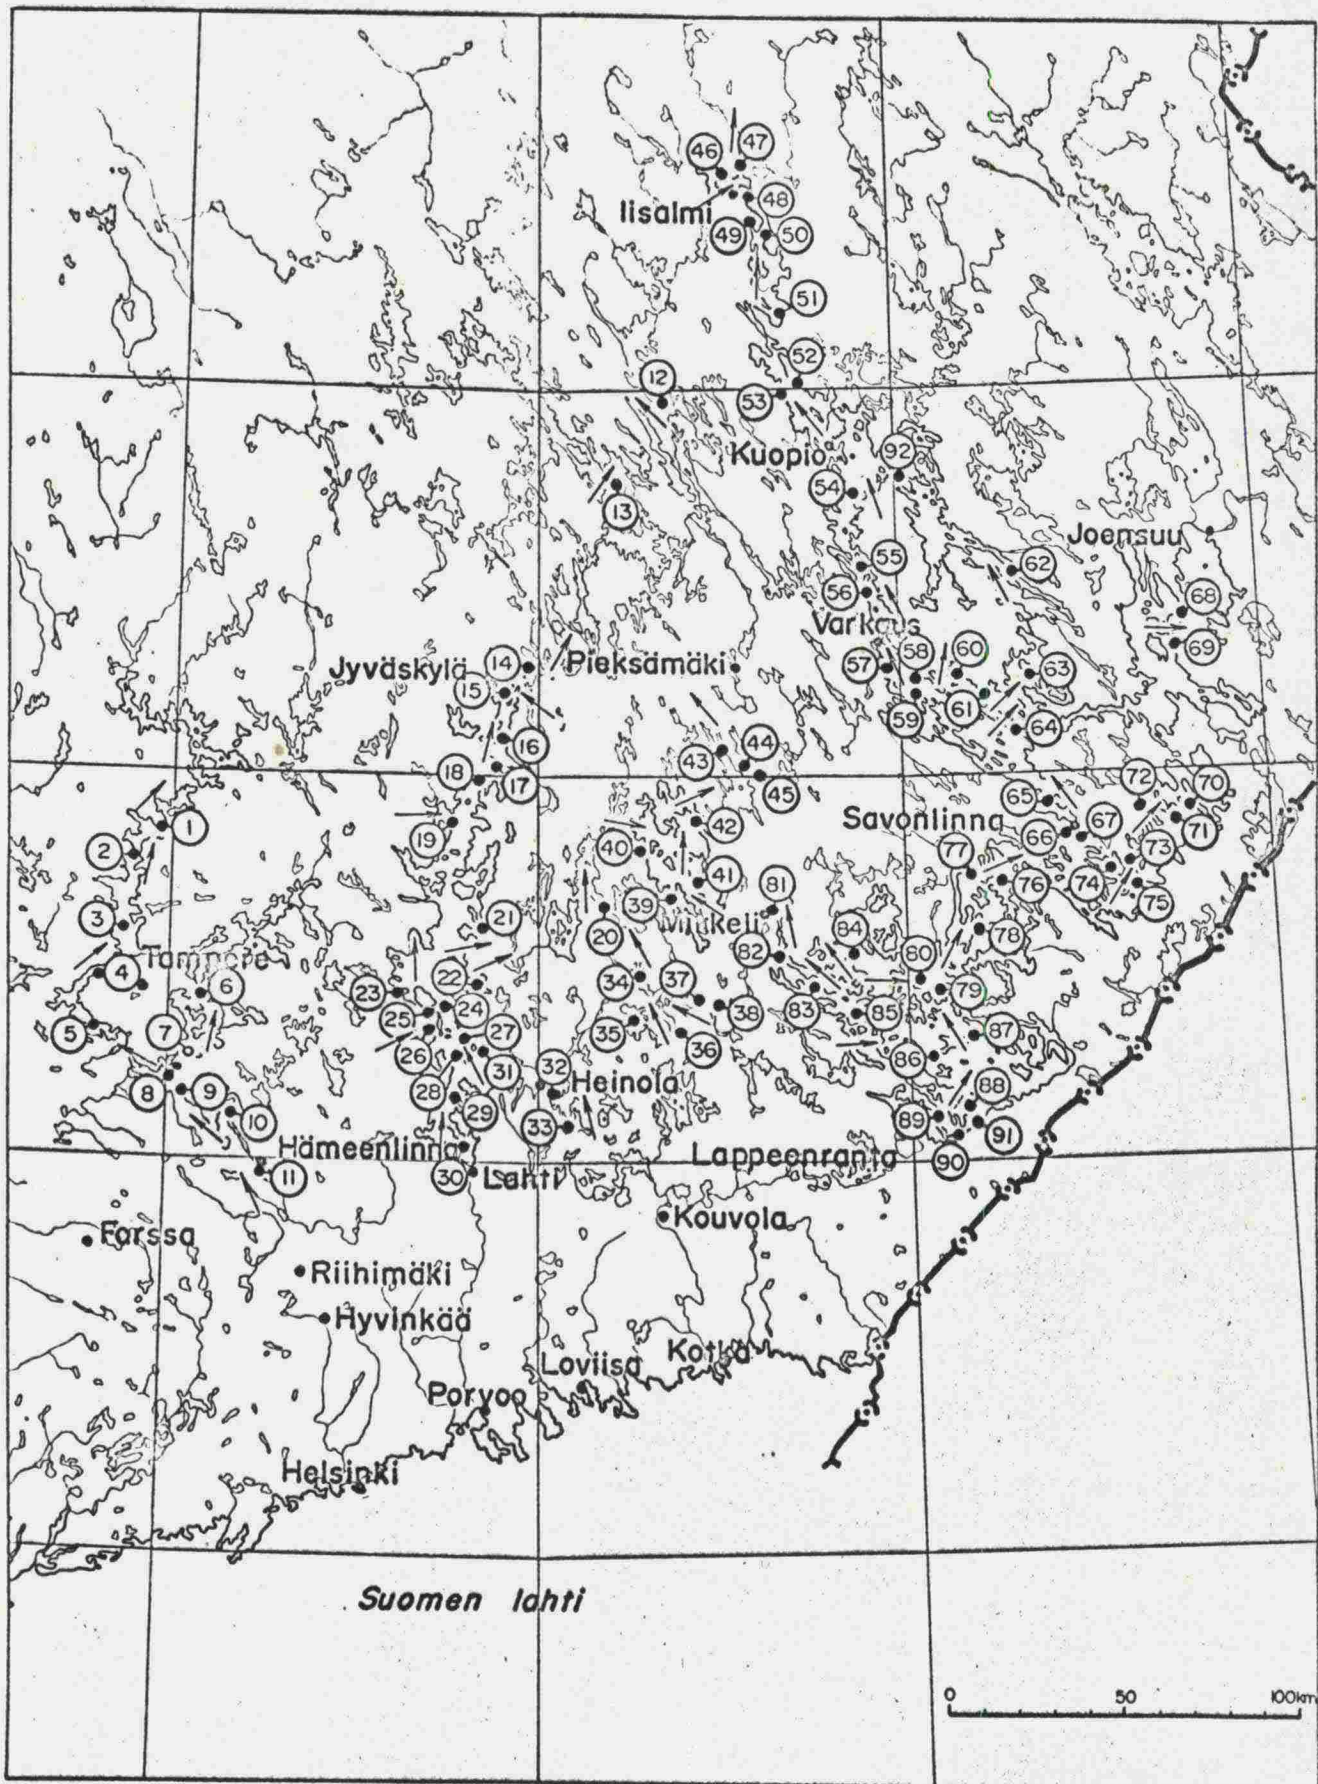 46 47
48
Iisalmi
49 50
51
52
12
53
Kuopio 92
54
13
Joensuu
55 62
56 68
Varkaus
58 60 69
Jyväskylä 14 Pieksämäki 57 63
15
59 61 64
16
18 43 44
17 45 72 70
65
1 19 42 Savonlinna 67 71
2 40 66 73
77
41 81 76 74
75
3 21 39 Mikkeli 84 78
20
Tampere 82 80
4 6 22 34 37
23 79
5 7 25 24 38 83 85
27 35 36 87
26 86
8 9 28 31 32 Heinola 88
10 29 33 89
Hämeenlinna 91
11 30 Lahti Lappeenranta 90
Kouvola
Forssa
Riihimäki
Hyvinkää
Loviisa Kotka
Porvoo
Helsinki
Suomen lahti
0 50 100km